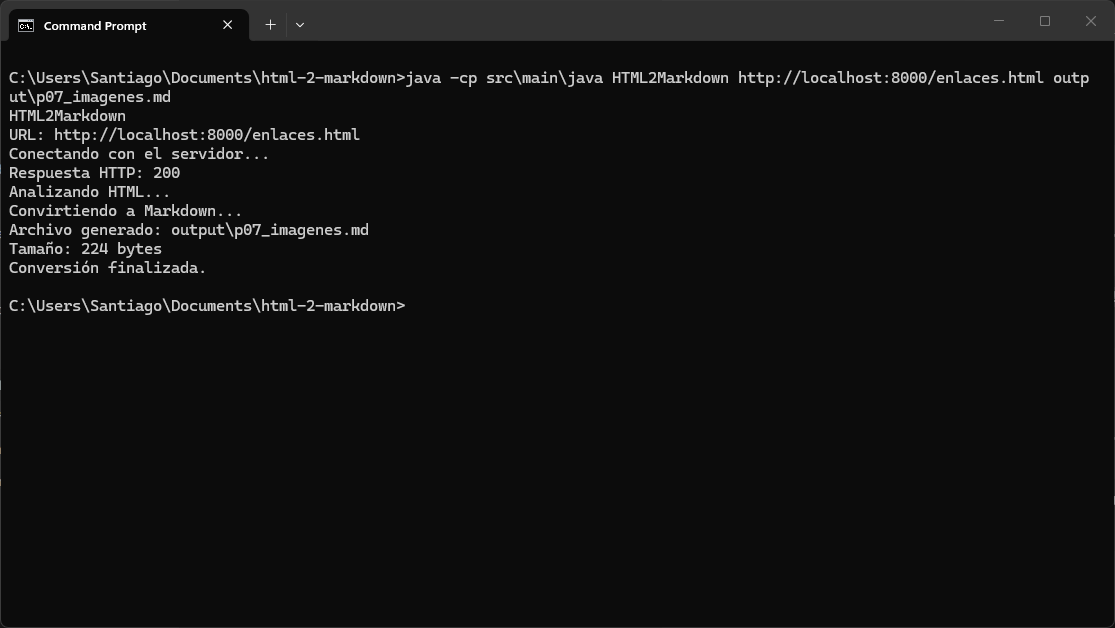 Command Prompt
C:\Users\Santiago\Documents\html-2-markdown>java -cp src\main\java HTML2Markdown http://localhost:8000/enlaces.html outp
ut\p07_imagenes.md
HTML2Markdown
URL: http://localhost:8000/enlaces.html
Conectando con el servidor...
Respuesta HTTP: 200
Analizando HTML...
Convirtiendo a Markdown...
Archivo generado: output\p07_imagenes.md
Tamaño: 224 bytes
Conversión finalizada.
C:\Users\Santiago\Documents\html-2-markdown>